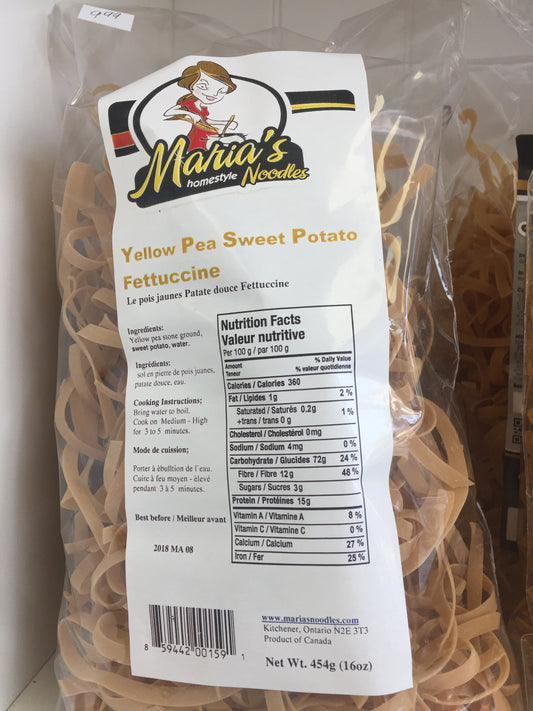 9.99
Maria's
homestyle Noodles
Yellow Pea Sweet Potato
Fettuccine
Le pois jaunes Patate douce Fettuccine
Ingredients:
Yellow pea stone ground,
sweet potato, water.
Ingrédients:
sol en pierre de pois jaunes,
patate douce, eau.
Cooking Instructions;
Bring water to boil.
Cook on Medium - High
for 3 to 5 minutes.
Mode de cuission;
Porter à ébullition de l'eau.
Cuire à feu moyen - élevé
pendant 3 à 5 minutes.
Best before / Meilleur avant
2018 MA 08
Nutrition Facts
Valeur nutritive
Per 100 g / par 100 g
Amount % Daily Value
Teneur % valeur quotidienne
Calories / Calories 360
Fat / Lipides 1g 2 %
Saturated / Saturés 0.2g 1 %
+trans / trans 0 g
Cholesterol / Cholestérol 0 mg
Sodium / Sodium 4mg 0 %
Carbohydrate / Glucides 72g 24 %
Fibre / Fibre 12 g 48 %
Sugars / Sucres 3 g
Protein / Protéines 15g
Vitamin A / Vitamine A 8 %
Vitamin C / Vitamine C 0 %
Calcium / Calcium 27 %
Iron / Fer 25 %
8 59442 00159 1
www.mariasnoodles.com
Kitchener, Ontario N2E 3T3
Product of Canada
Net Wt. 454g (16oz)